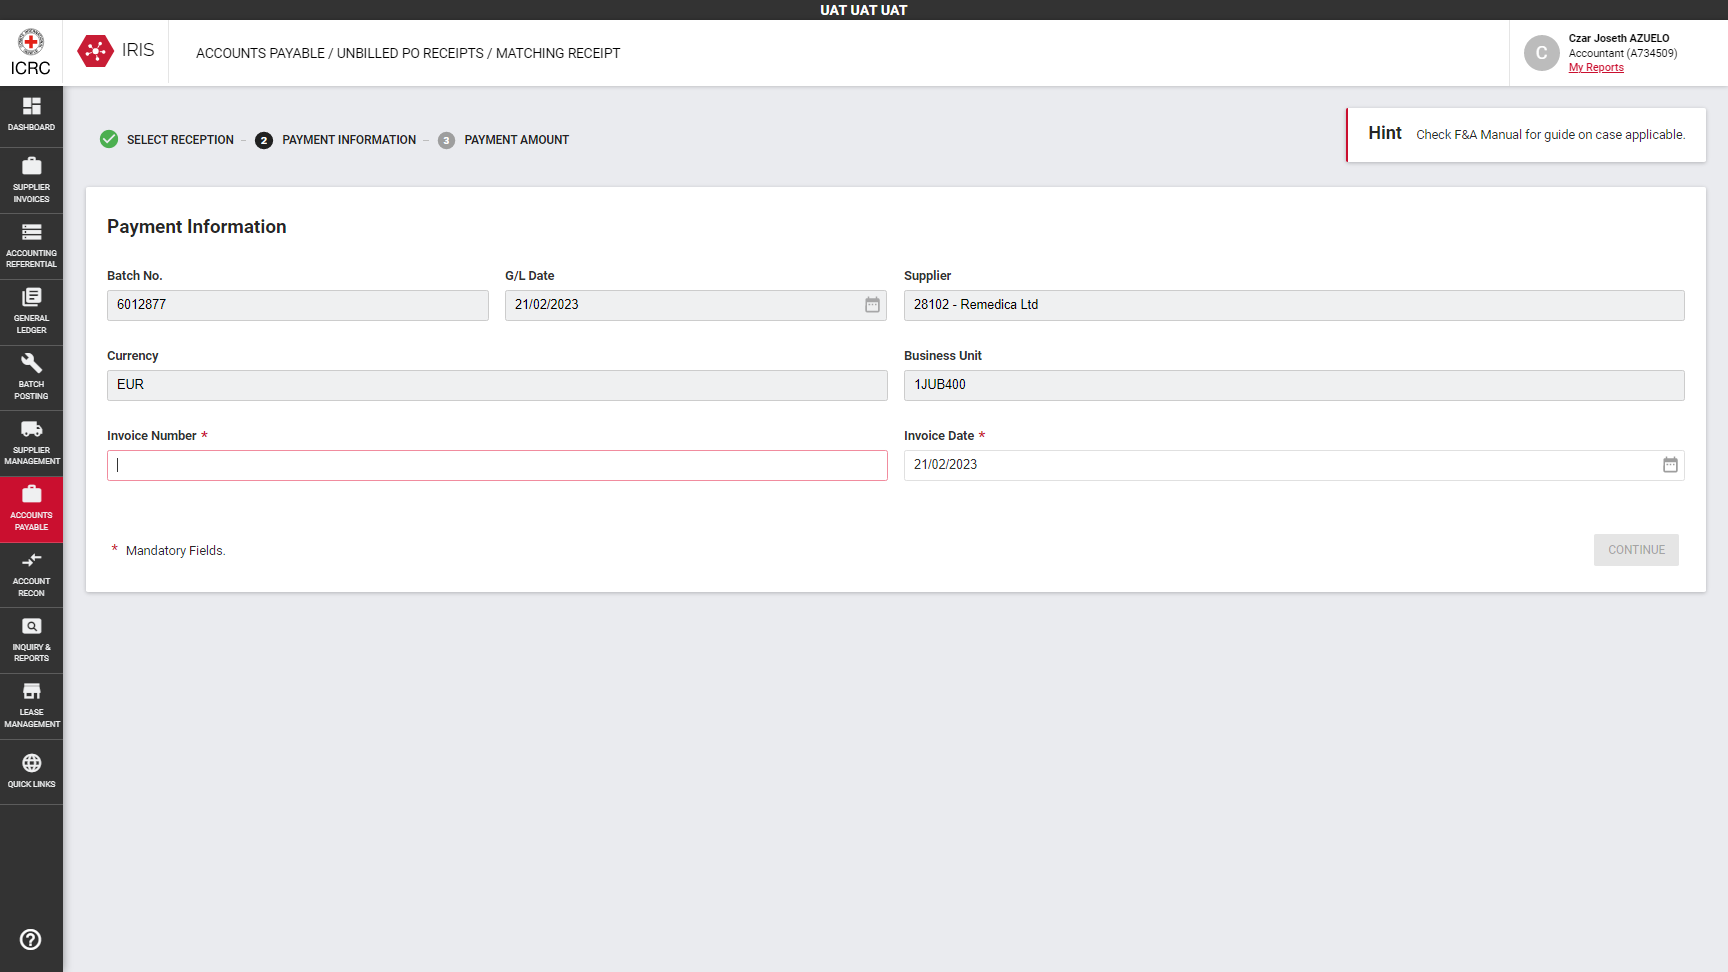 UAT UAT UAT
ICRC
IRIS
ACCOUNTS PAYABLE / UNBILLED PO RECEIPTS / MATCHING RECEIPT
C
Czar Joseth AZUELO
Accountant (A734509)
My Reports
DASHBOARD
SUPPLIER
INVOICES
ACCOUNTING
REFERENTIAL
GENERAL
LEDGER
BATCH
POSTING
SUPPLIER
MANAGEMENT
ACCOUNTS
PAYABLE
ACCOUNT
RECON
INQUIRY &
REPORTS
LEASE
MANAGEMENT
QUICK LINKS
SELECT RECEPTION – 2 PAYMENT INFORMATION – 3 PAYMENT AMOUNT
Hint Check F&A Manual for guide on case applicable.
Payment Information
Batch No. G/L Date Supplier
6012877 21/02/2023 28102 - Remedica Ltd
Currency Business Unit
EUR 1JUB400
Invoice Number * Invoice Date *
21/02/2023
* Mandatory Fields.
CONTINUE